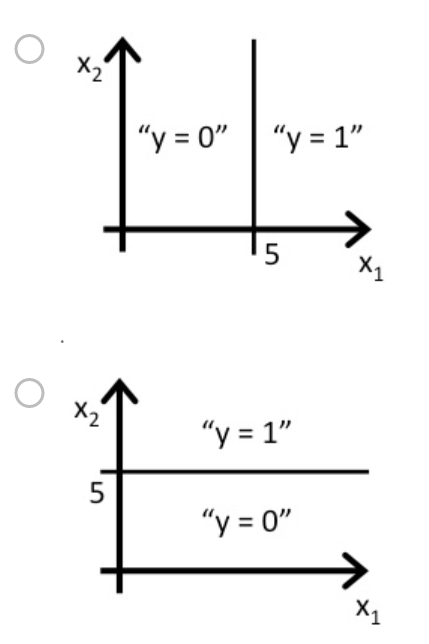 x₂
“y = 0” “y = 1”
5
x₁
x₂
“y = 1”
5
“y = 0”
x₁